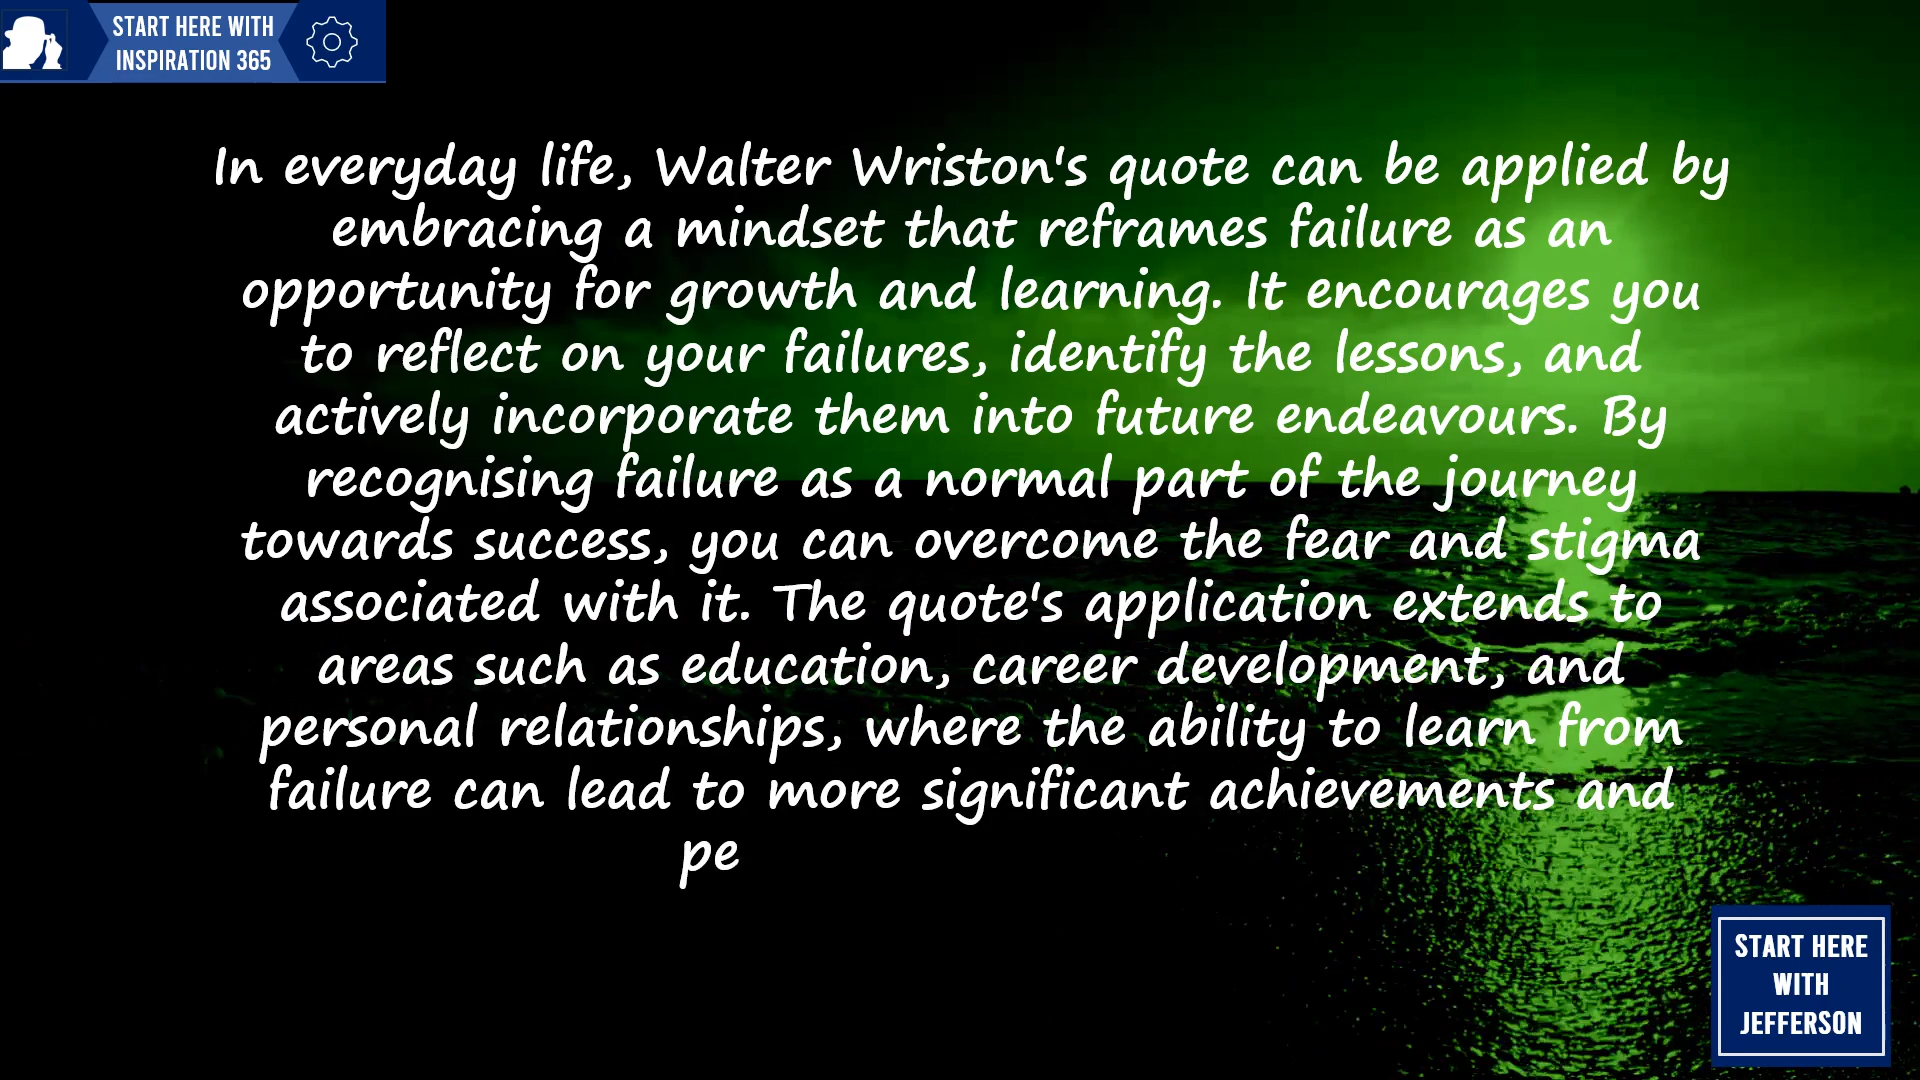 START HERE WITH
INSPIRATION 365
In everyday life, Walter Wriston's quote can be applied by
embracing a mindset that reframes failure as an
opportunity for growth and learning. It encourages you
to reflect on your failures, identify the lessons, and
actively incorporate them into future endeavours. By
recognising failure as a normal part of the journey
towards success, you can overcome the fear and stigma
associated with it. The quote's application extends to
areas such as education, career development, and
personal relationships, where the ability to learn from
failure can lead to more significant achievements and
pe
START HERE
WITH
JEFFERSON